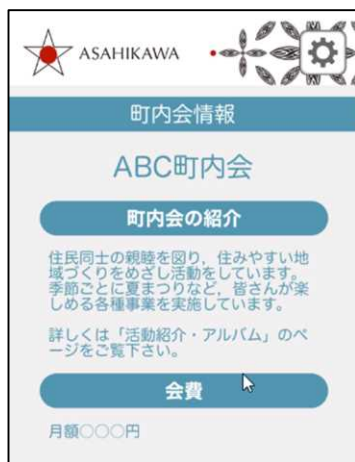 ASAHIKAWA
町内会情報
ABC町内会
町内会の紹介
住民同士の親睦を図り，住みやすい地
域づくりをめざし活動をしています。
季節ごとに夏まつりなど，皆さんが楽
しめる各種事業を実施しています。
詳しくは「活動紹介・アルバム」のペ
ージをご覧下さい。
会費
月額〇〇〇円